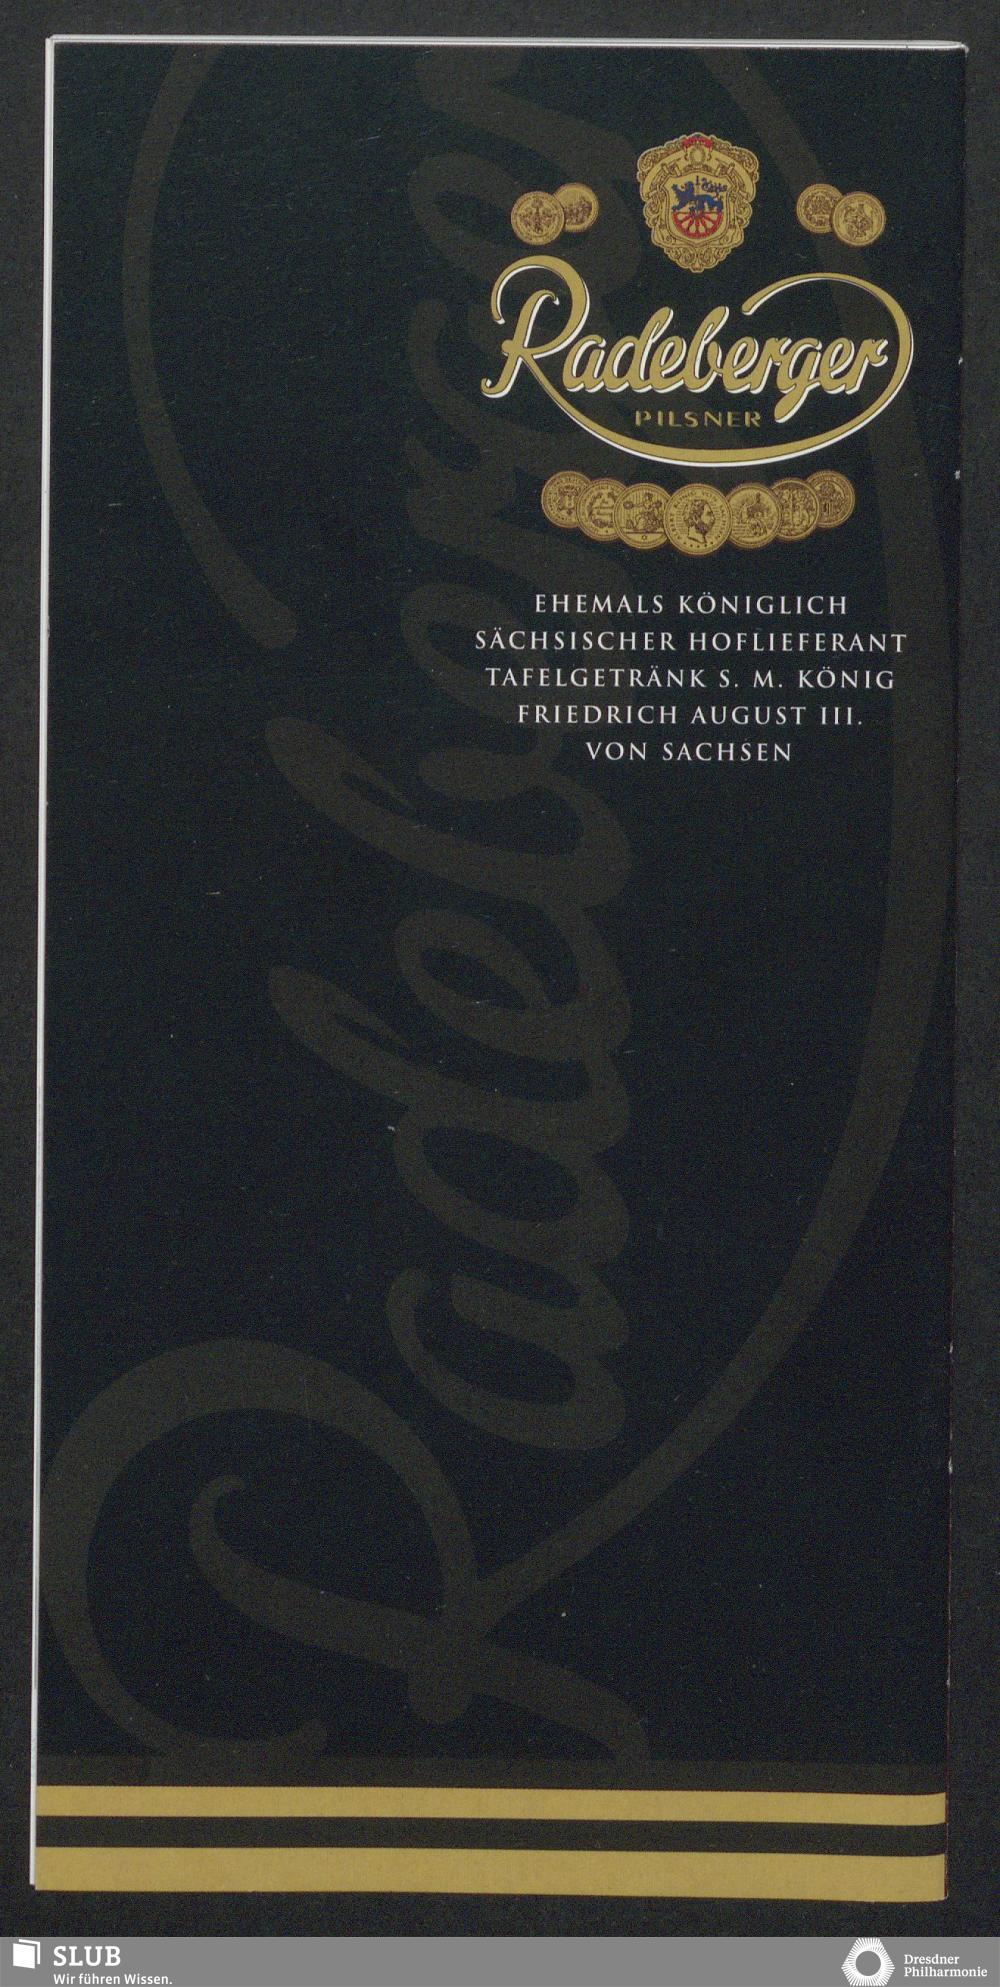 Radeberger
PILSNER
EHEMALS KÖNIGLICH
SÄCHSISCHER HOFLIEFERANT
TAFELGETRÄNK S. M. KÖNIG
FRIEDRICH AUGUST III.
VON SACHSEN
Radeberger
SLUB
Wir führen Wissen.
Dresdner
Philharmonie